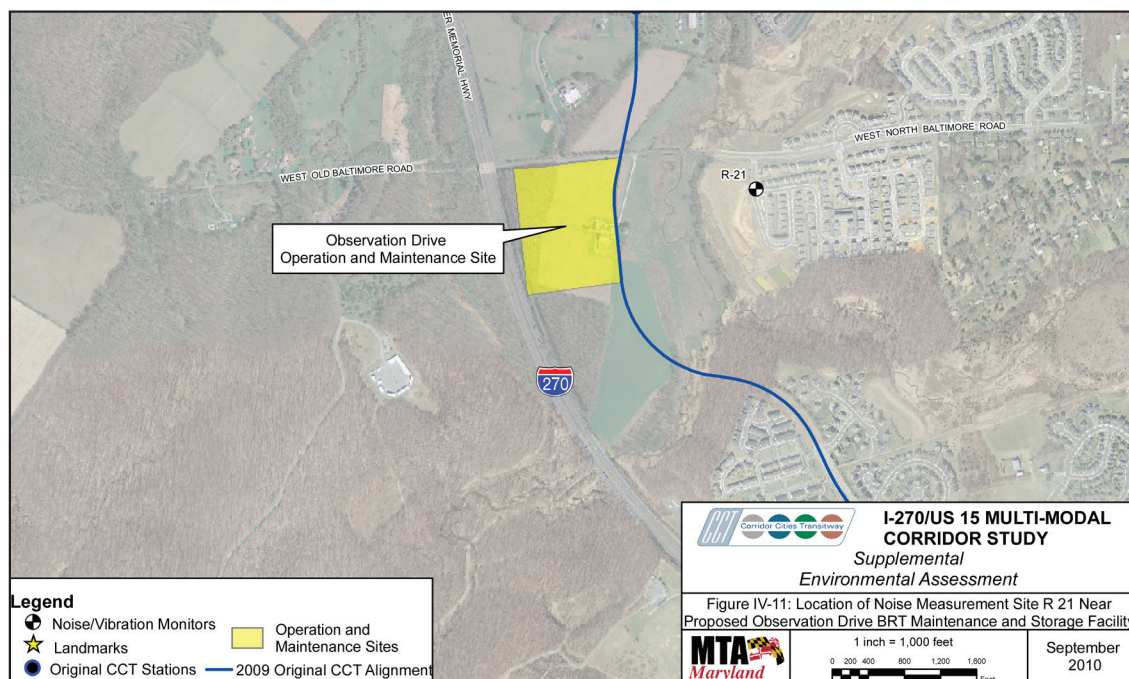 ER MEMORIAL HWY
WEST NORTH BALTIMORE ROAD
WEST OLD BALTIMORE ROAD
R-21
Observation Drive
Operation and Maintenance Site
270
CCT
Corridor Cities Transitway
I-270/US 15 MULTI-MODAL
CORRIDOR STUDY
Supplemental
Environmental Assessment
Figure IV-11: Location of Noise Measurement Site R 21 Near
Proposed Observation Drive BRT Maintenance and Storage Facility
Legend
Noise/Vibration Monitors
Landmarks
Original CCT Stations
Operation and
Maintenance Sites
2009 Original CCT Alignment
MTA
Maryland
1 inch = 1,000 feet
0 200 400 800 1,200 1,600
Feet
September
2010